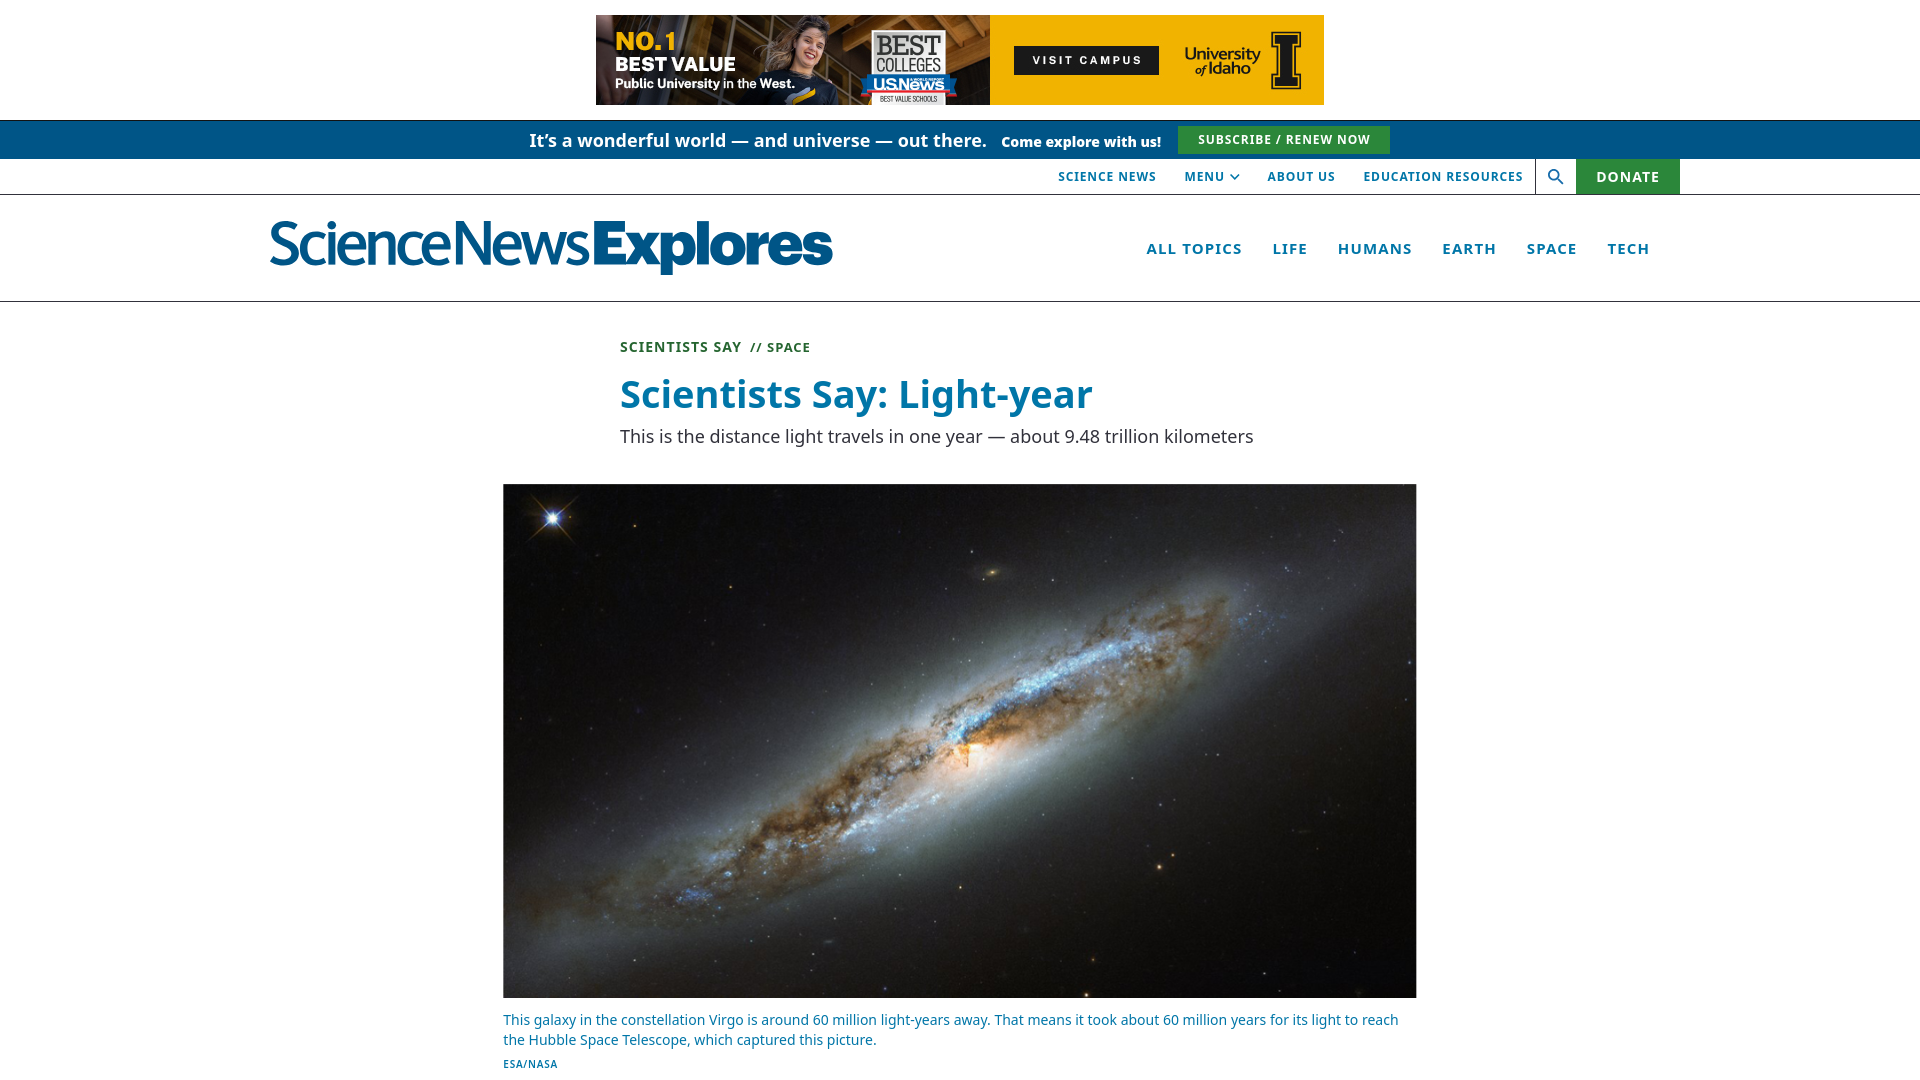 NO.1
BEST VALUE
Public University in the West.
BEST
COLLEGES
U.S.News
& WORLD REPORT
BEST VALUE SCHOOLS
VISIT CAMPUS
University
of Idaho
I
It’s a wonderful world — and universe — out there. Come explore with us! SUBSCRIBE / RENEW NOW
SCIENCE NEWS MENU ABOUT US EDUCATION RESOURCES DONATE
ScienceNewsExplores
ALL TOPICS LIFE HUMANS EARTH SPACE TECH
SCIENTISTS SAY // SPACE
Scientists Say: Light-year
This is the distance light travels in one year — about 9.48 trillion kilometers
This galaxy in the constellation Virgo is around 60 million light-years away. That means it took about 60 million years for its light to reach
the Hubble Space Telescope, which captured this picture.
ESA/NASA